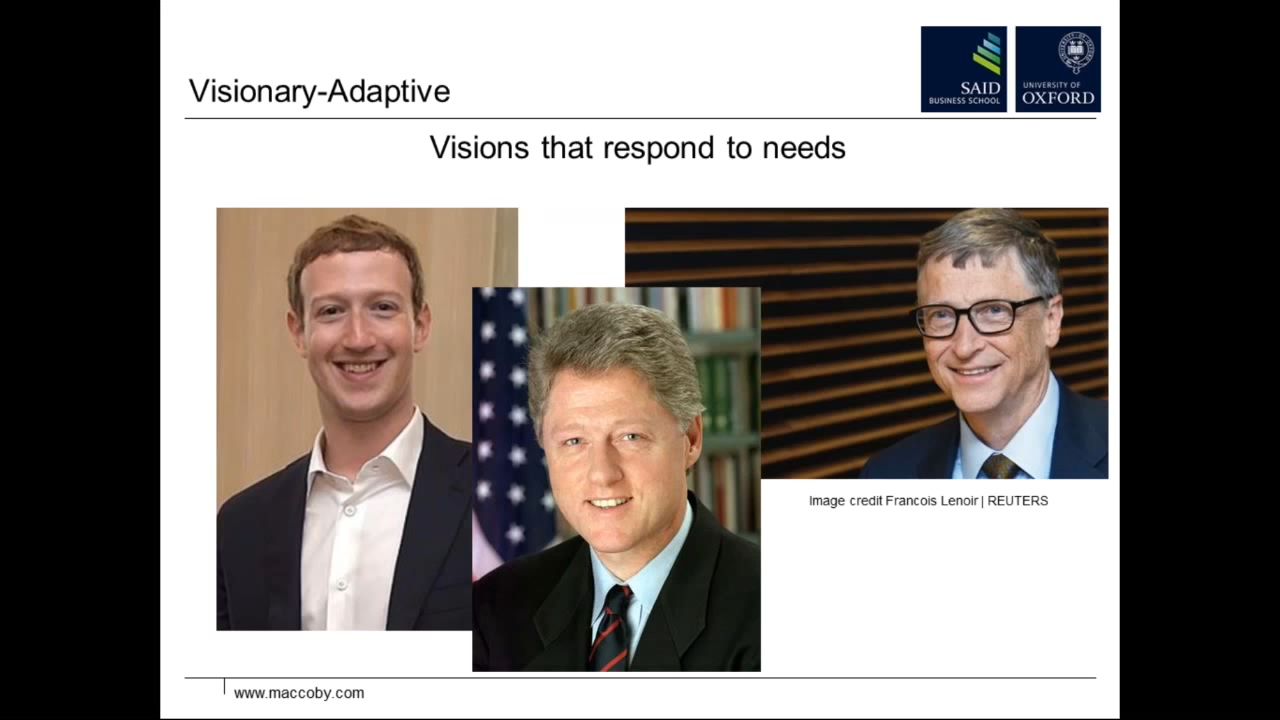 Visionary-Adaptive
SAID
BUSINESS SCHOOL
UNIVERSITY OF
OXFORD
Visions that respond to needs
Image credit Francois Lenoir | REUTERS
www.maccoby.com